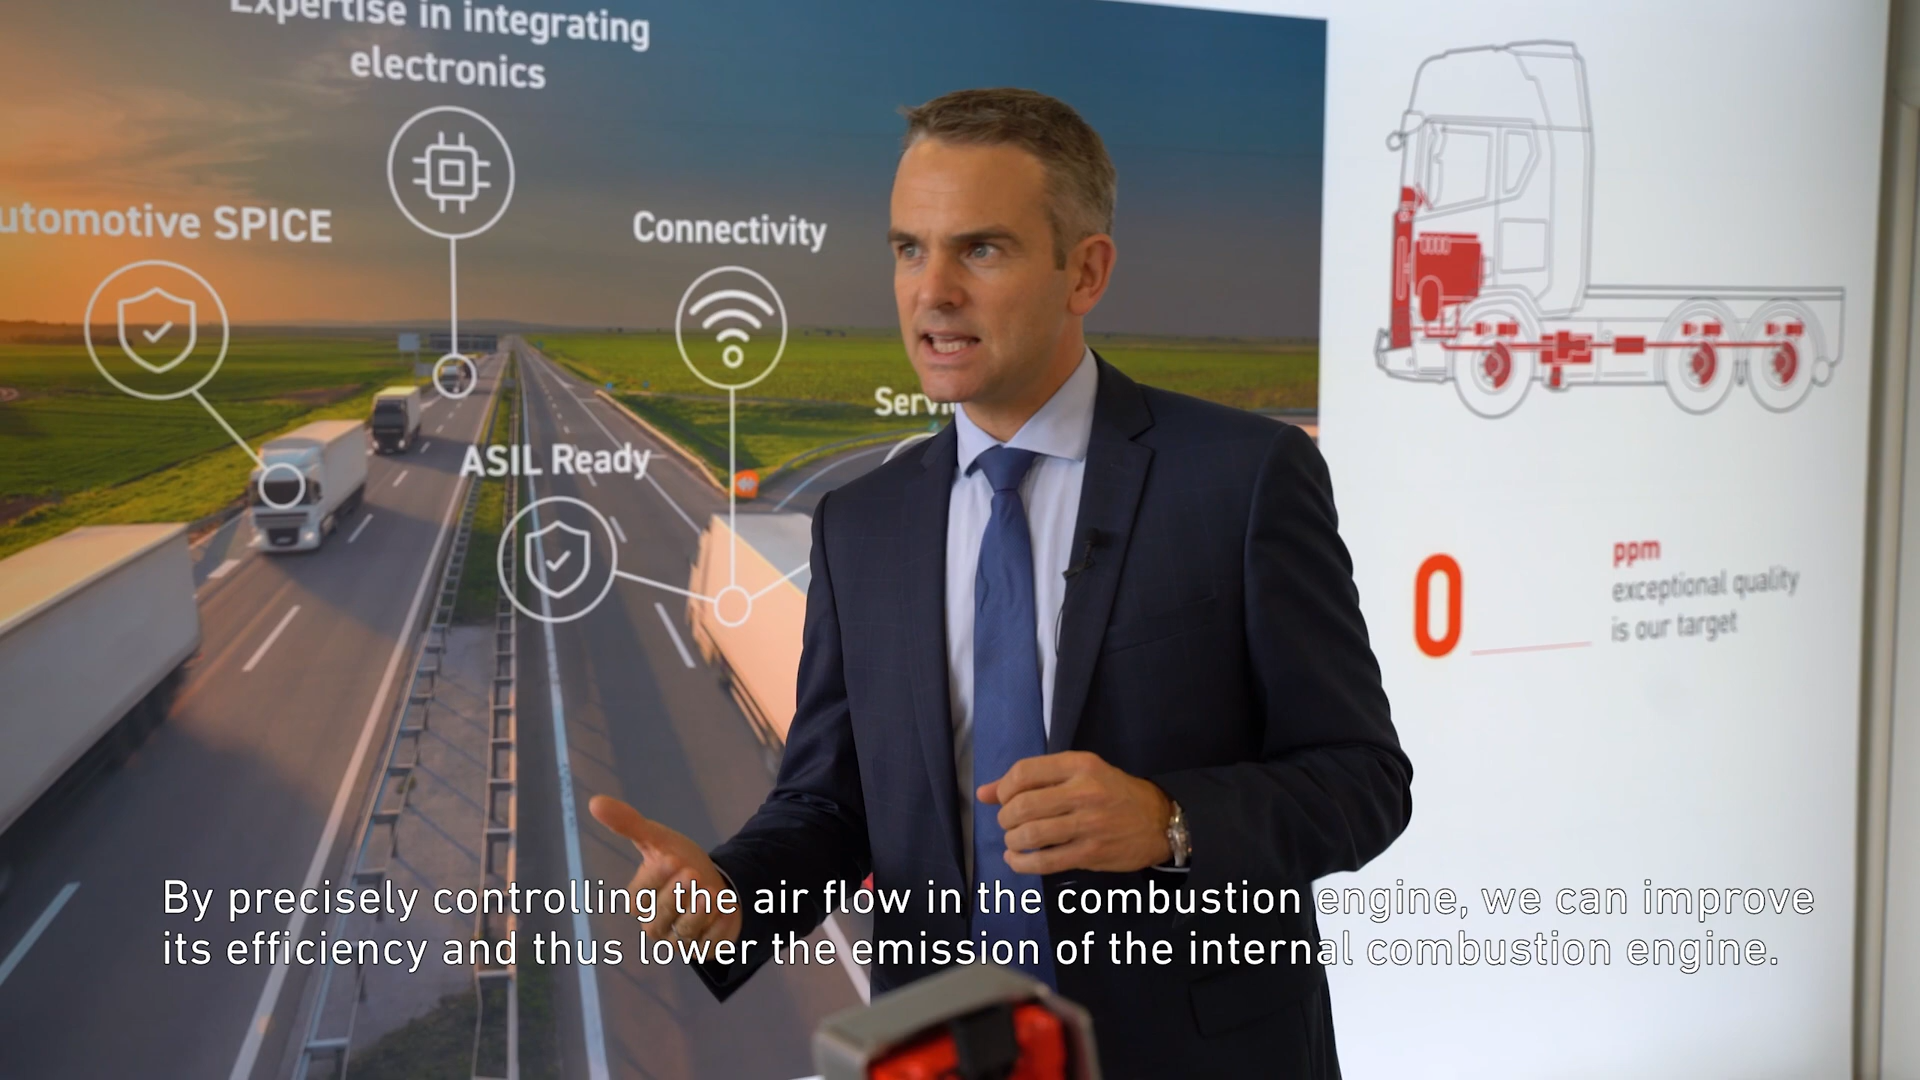 Expertise in integrating
electronics
utomotive SPICE
Connectivity
ASIL Ready
0
ppm
exceptional quality
is our target
By precisely controlling the air flow in the combustion engine, we can improve
its efficiency and thus lower the emission of the internal combustion engine.